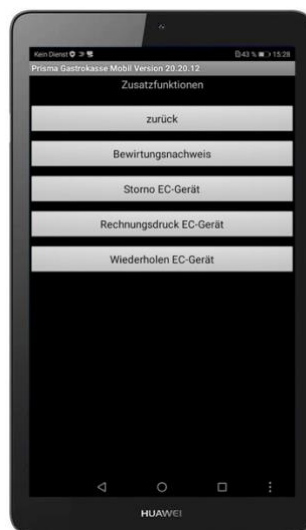 Kein Dienst 43 % 15:28
Prisma Gastrokasse Mobil Version 20.20.12
Zusatzfunktionen
zurück
Bewirtungsnachweis
Storno EC-Gerät
Rechnungsdruck EC-Gerät
Wiederholen EC-Gerät
HUAWEI